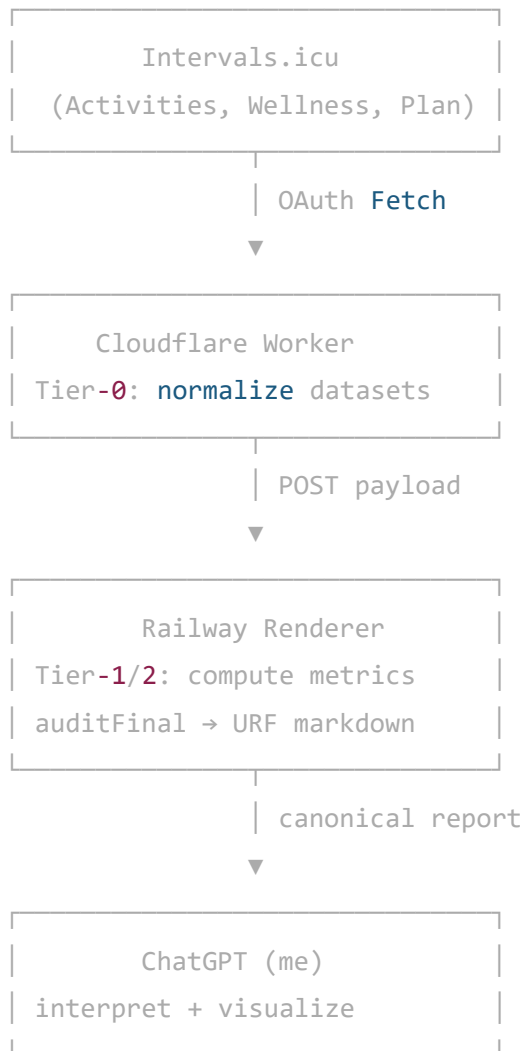 Intervals.icu
(Activities, Wellness, Plan)
OAuth Fetch
Cloudflare Worker
Tier-0: normalize datasets
POST payload
Railway Renderer
Tier-1/2: compute metrics
auditFinal → URF markdown
canonical report
ChatGPT (me)
interpret + visualize